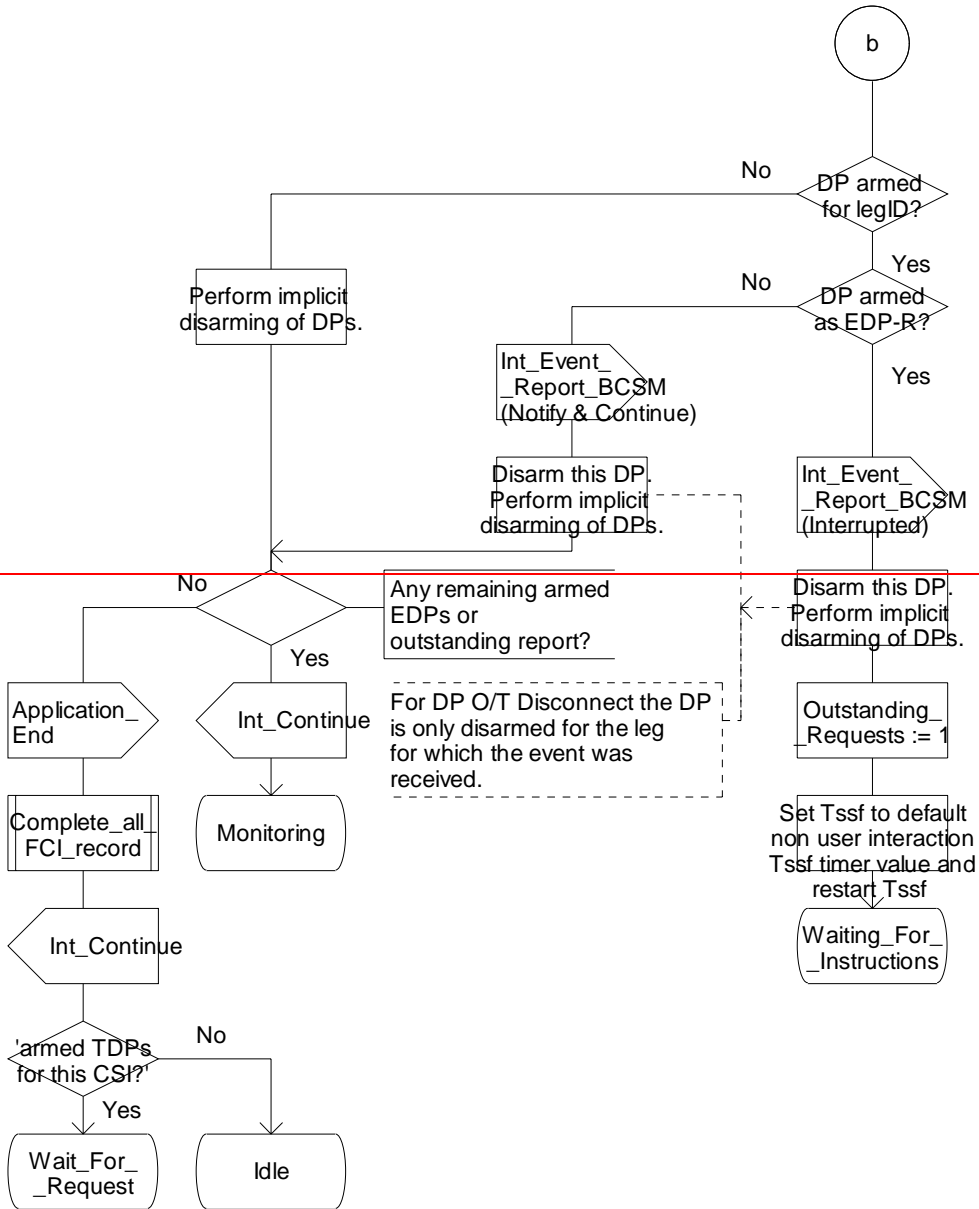 b
No
DP armed
for legID?
Yes
No
DP armed
as EDP-R?
Perform implicit
disarming of DPs.
Yes
Int_Event_
_Report_BCSM
(Notify & Continue)
Disarm this DP.
Perform implicit
disarming of DPs.
Int_Event_
_Report_BCSM
(Interrupted)
No
Any remaining armed
EDPs or
outstanding report?
Disarm this DP.
Perform implicit
disarming of DPs.
Yes
Application_
End
Int_Continue
For DP O/T Disconnect the DP
is only disarmed for the leg
for which the event was
received.
Outstanding_
_Requests := 1
Complete_all_
FCI_record
Monitoring
Set Tssf to default
non user interaction
Tssf timer value and
restart Tssf
Int_Continue
Waiting_For_
_Instructions
'armed TDPs
for this CSI?'
No
Yes
Wait_For_
_Request
Idle